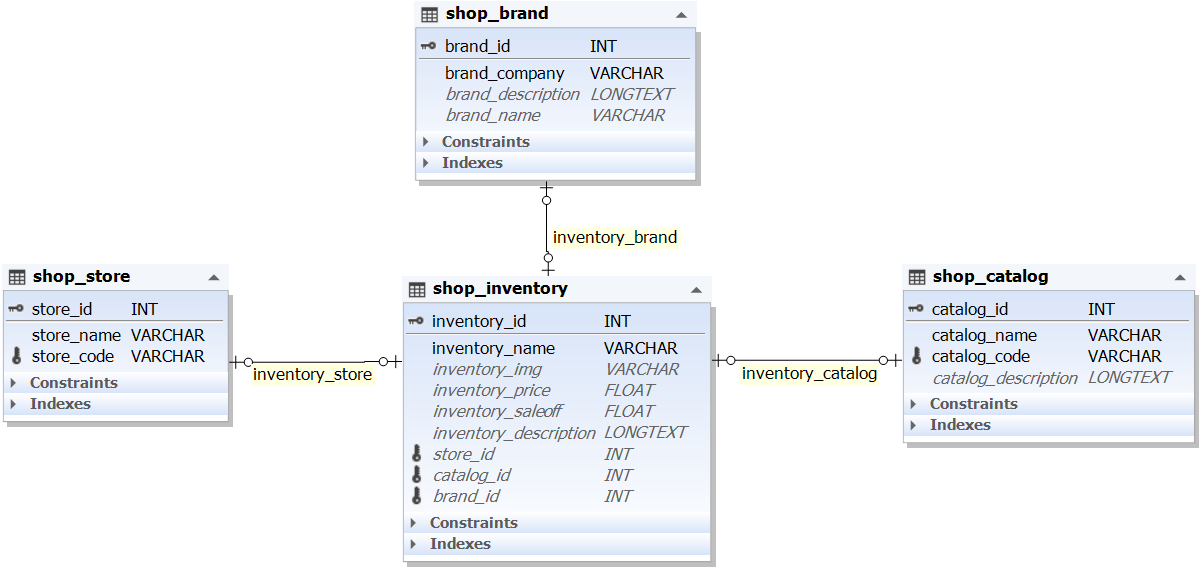 shop_brand
brand_id INT
brand_company VARCHAR
brand_description LONGTEXT
brand_name VARCHAR
Constraints
Indexes
inventory_brand
shop_store
store_id INT
store_name VARCHAR
store_code VARCHAR
Constraints
Indexes
inventory_store
shop_inventory
inventory_id INT
inventory_name VARCHAR
inventory_img VARCHAR
inventory_price FLOAT
inventory_saleoff FLOAT
inventory_description LONGTEXT
store_id INT
catalog_id INT
brand_id INT
Constraints
Indexes
inventory_catalog
shop_catalog
catalog_id INT
catalog_name VARCHAR
catalog_code VARCHAR
catalog_description LONGTEXT
Constraints
Indexes